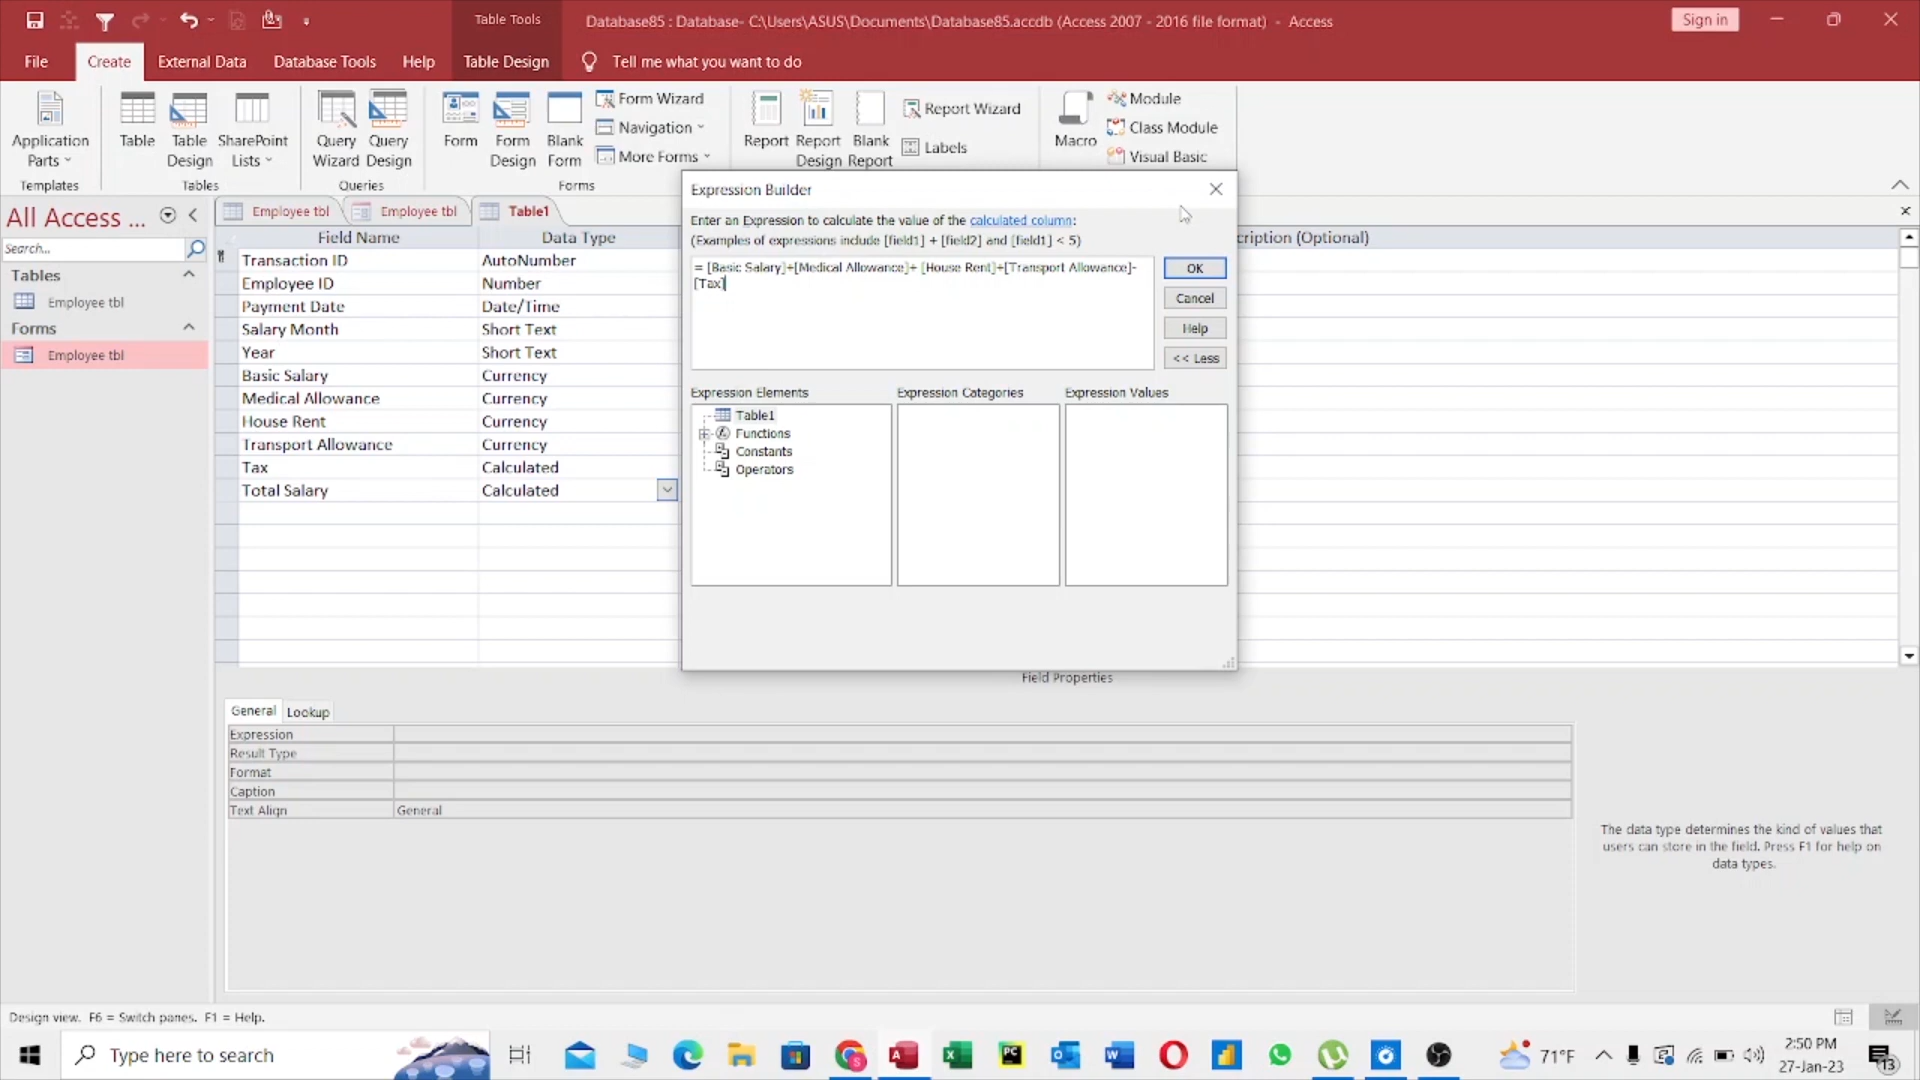 Table Tools
Database85 : Database- C:\Users\ASUS\Documents\Database85.accdb (Access 2007 - 2016 file format) - Access
Sign in
File
Create
External Data
Database Tools
Help
Table Design
Tell me what you want to do
Application Parts
Table
Table Design
SharePoint Lists
Query Wizard
Query Design
Form
Form Design
Blank Form
Form Wizard
Navigation
More Forms
Report
Report Design
Blank Report
Report Wizard
Labels
Macro
Module
Class Module
Visual Basic
Templates
Tables
Queries
Forms
All Access ...
Search...
Tables
Employee tbl
Forms
Employee tbl
Employee tbl
Employee tbl
Table1
Field Name
Data Type
cription (Optional)
Transaction ID AutoNumber
Employee ID Number
Payment Date Date/Time
Salary Month Short Text
Year Short Text
Basic Salary Currency
Medical Allowance Currency
House Rent Currency
Transport Allowance Currency
Tax Calculated
Total Salary Calculated
Expression Builder
Enter an Expression to calculate the value of the calculated column:
(Examples of expressions include [field1] + [field2] and [field1] < 5)
= [Basic Salary]+[Medical Allowance]+ [House Rent]+[Transport Allowance]-
[Tax]
OK
Cancel
Help
<< Less
Expression Elements
Expression Categories
Expression Values
Table1
Functions
Constants
Operators
Field Properties
General
Lookup
Expression
Result Type
Format
Caption
Text Align General
The data type determines the kind of values that
users can store in the field. Press F1 for help on
data types.
Design view. F6 = Switch panes. F1 = Help.
Type here to search
PC
71°F
2:50 PM
27-Jan-23
13